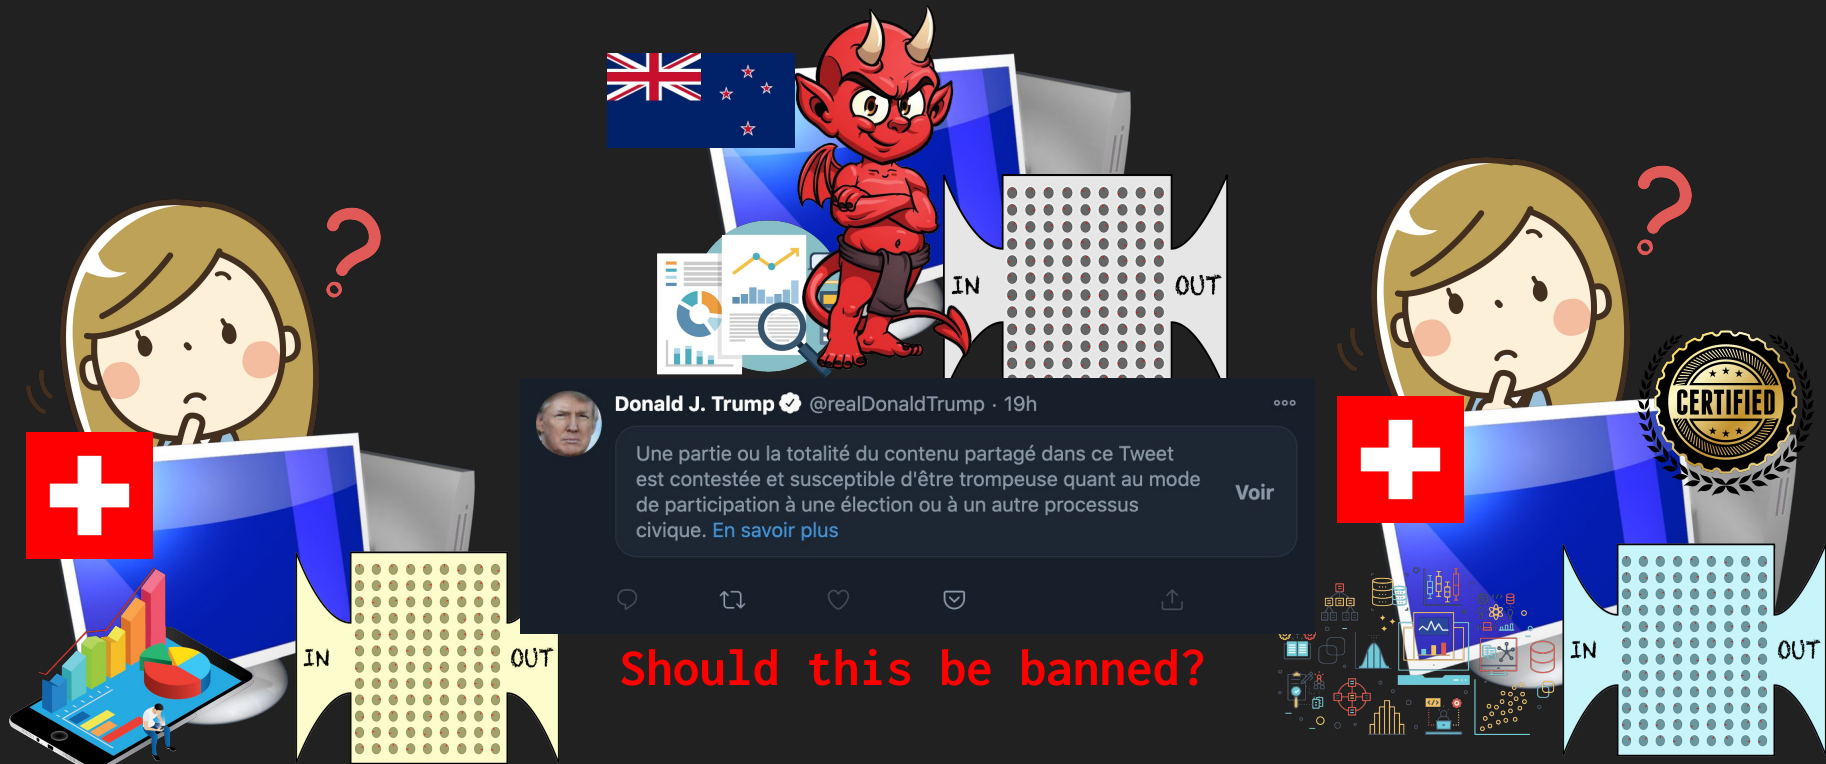 IN
OUT
Donald J. Trump @realDonaldTrump · 19h
Une partie ou la totalité du contenu partagé dans ce Tweet
est contestée et susceptible d'être trompeuse quant au mode
de participation à une élection ou à un autre processus
civique. En savoir plus
Voir
CERTIFIED
IN
OUT
Should this be banned?
IN
OUT